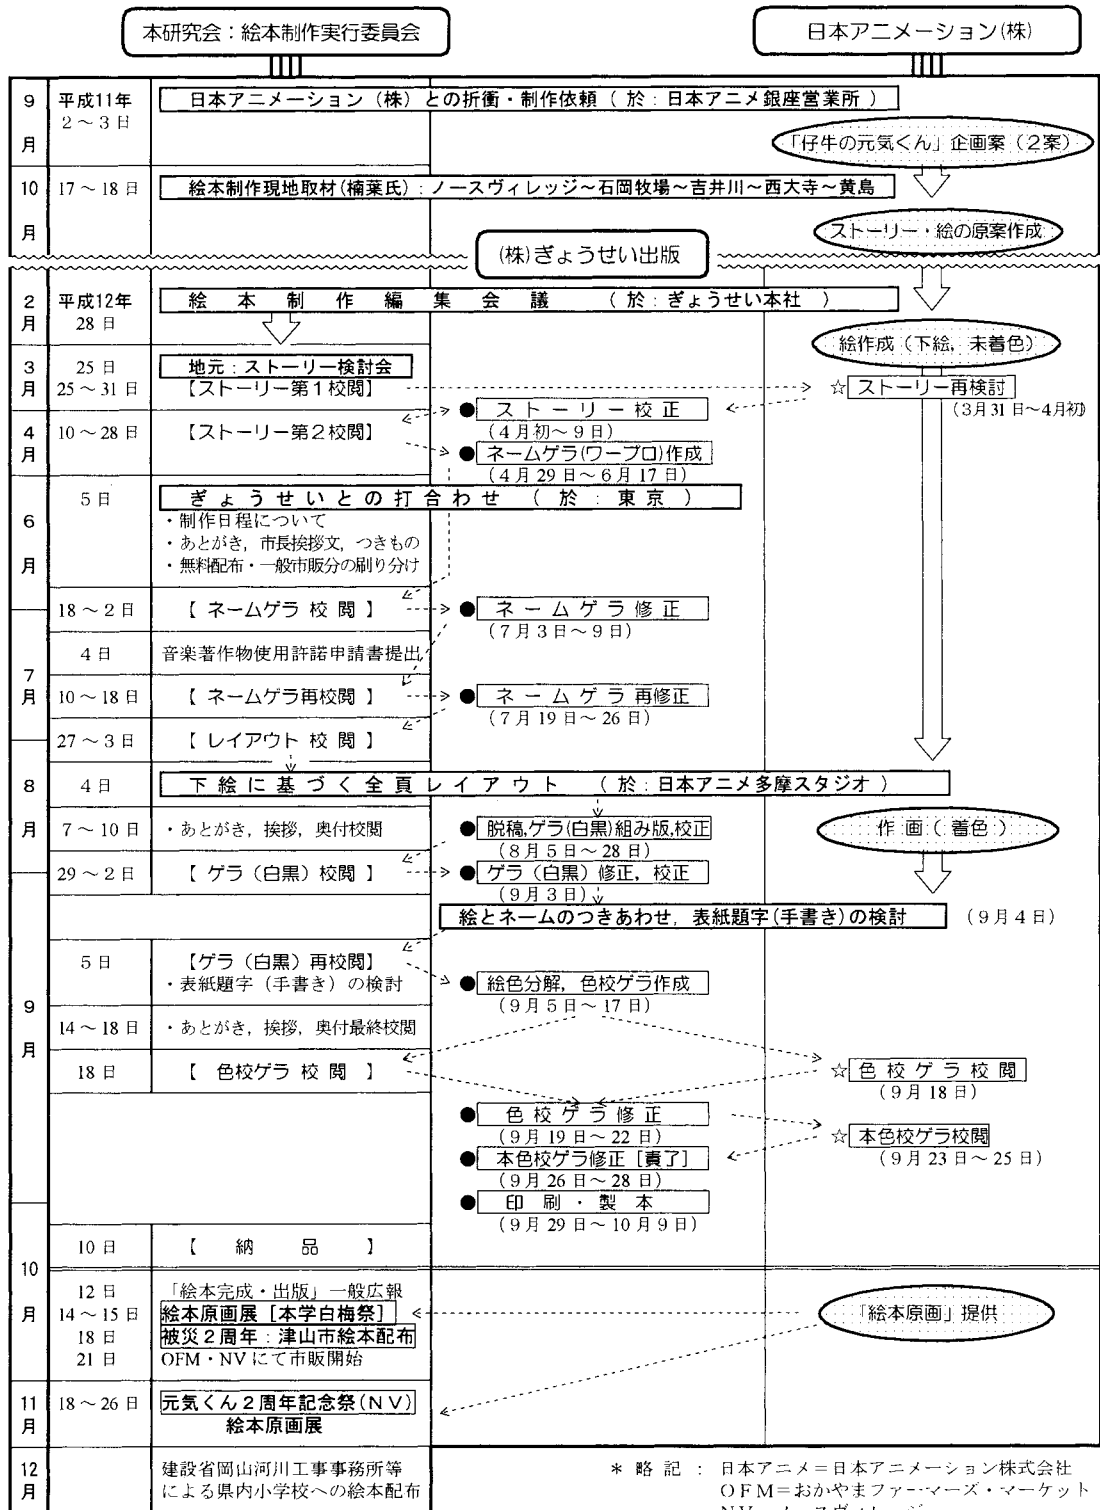 本研究会：絵本制作実行委員会
日本アニメーション(株)
9月 平成11年 2～3日 日本アニメーション（株）との折衝・制作依頼（於：日本アニメ銀座営業所）
「仔牛の元気くん」企画案（2案）
10月 17～18日 絵本制作現地取材(楠葉氏)：ノースヴィレッジ～石岡牧場～吉井川～西大寺～黄島
ストーリー・絵の原案作成
(株)ぎょうせい出版
2月 平成12年 28日 絵本制作編集会議（於：ぎょうせい本社）
絵作成（下絵，未着色）
3月 25日 地元：ストーリー検討会
25～31日 【ストーリー第1校閲】 ☆ストーリー再検討
（3月31日～4月初）
●ストーリー校正
（4月初～9日）
4月 10～28日 【ストーリー第2校閲】
●ネームゲラ(ワープロ)作成
（4月29日～6月17日）
6月 5日 ぎょうせいとの打合わせ（於：東京）
・制作日程について
・あとがき，市長挨拶文，つきもの
・無料配布・一般市販分の刷り分け
18～2日 【ネームゲラ校閲】 ●ネームゲラ修正
（7月3日～9日）
7月 4日 音楽著作物使用許諾申請書提出
10～18日 【ネームゲラ再校閲】 ●ネームゲラ再修正
（7月19日～26日）
27～3日 【レイアウト校閲】
8月 4日 下絵に基づく全頁レイアウト（於：日本アニメ多摩スタジオ）
7～10日 ・あとがき，挨拶，奥付校閲 ●脱稿,ゲラ(白黒)組み版,校正
（8月5日～28日）
作画（着色）
29～2日 【ゲラ（白黒）校閲】 ●ゲラ（白黒）修正，校正
（9月3日）
絵とネームのつきあわせ，表紙題字(手書き)の検討 （9月4日）
9月 5日 【ゲラ（白黒）再校閲】
・表紙題字（手書き）の検討 ●絵色分解，色校ゲラ作成
（9月5日～17日）
14～18日 ・あとがき，挨拶，奥付最終校閲
18日 【色校ゲラ校閲】 ☆色校ゲラ校閲
（9月18日）
●色校ゲラ修正
（9月19日～22日）
☆本色校ゲラ校閲
（9月23日～25日）
●本色校ゲラ修正［責了］
（9月26日～28日）
●印刷・製本
（9月29日～10月9日）
10月 10日 【納品】
12日 「絵本完成・出版」一般広報
14～15日 絵本原画展［本学白梅祭］ 「絵本原画」提供
18日 被災2周年：津山市絵本配布
21日 OFM・NVにて市販開始
11月 18～26日 元気くん2周年記念祭(NV)
絵本原画展
12月 建設省岡山河川工事事務所等
による県内小学校への絵本配布
＊略記：日本アニメ＝日本アニメーション株式会社
OFM＝おかやまファーマーズ・マーケット